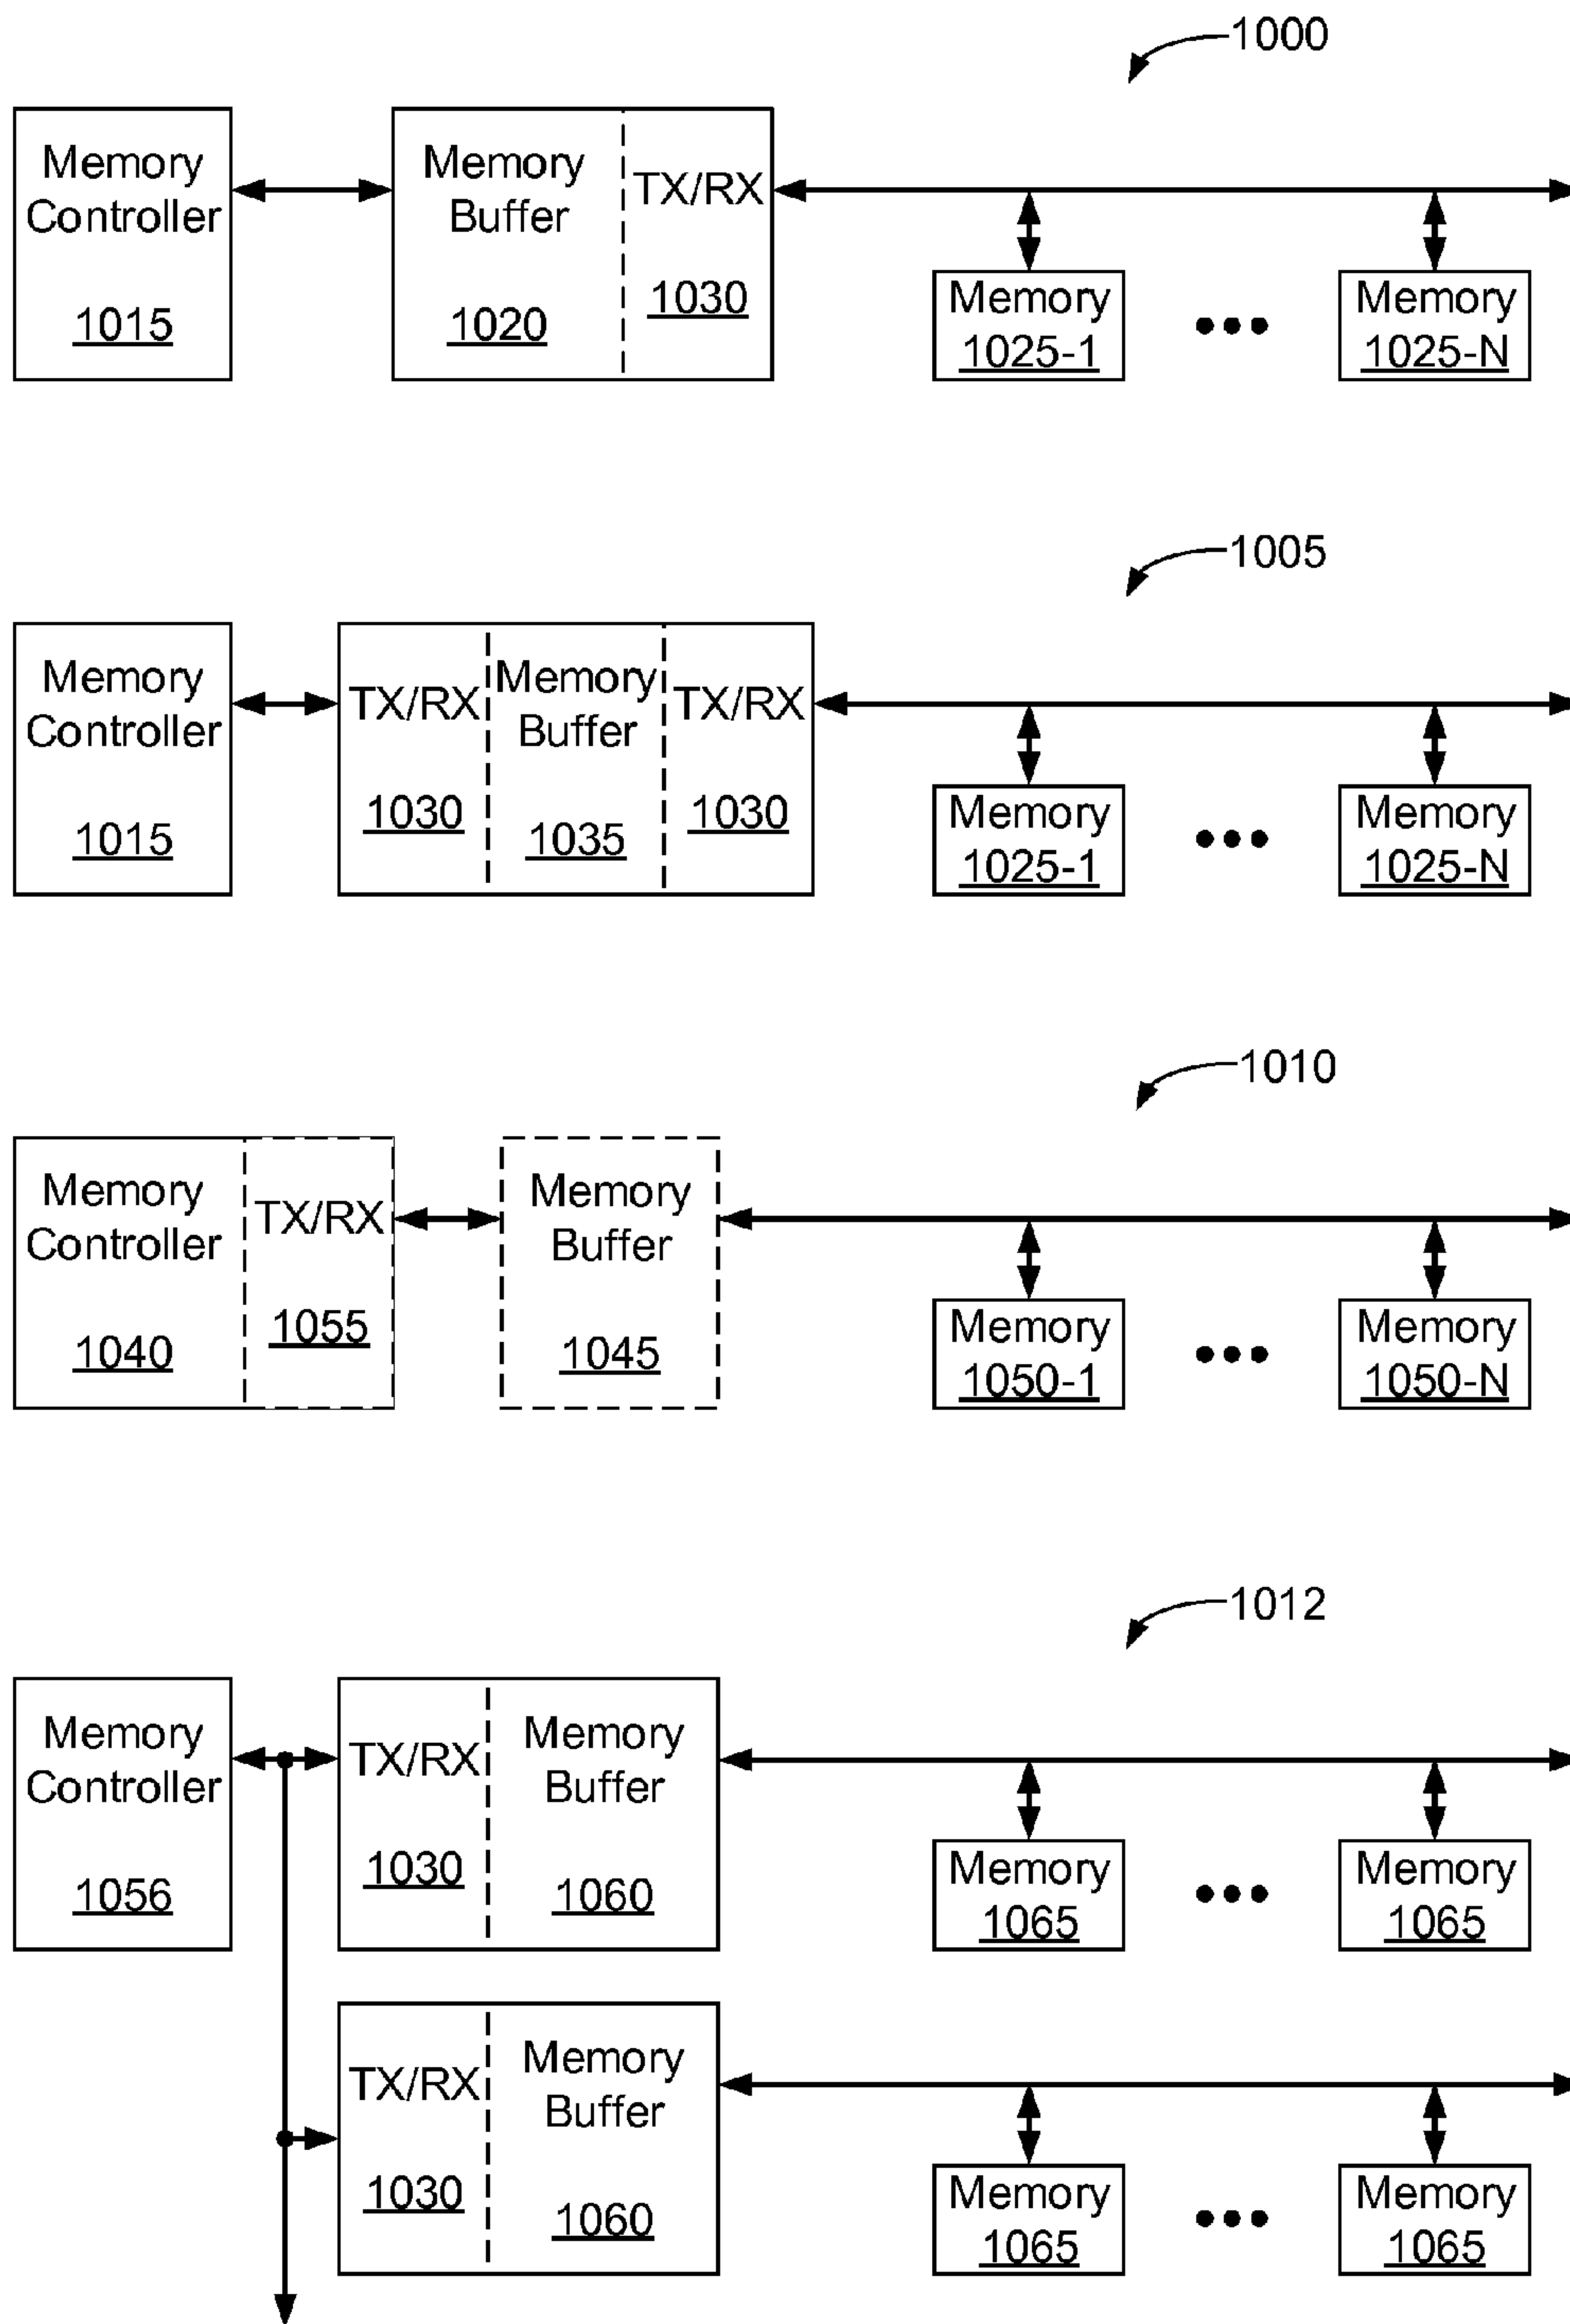 1000
Memory
Controller
1015
Memory
Buffer
1020
TX/RX
1030
Memory
1025-1
Memory
1025-N
1005
Memory
Controller
1015
TX/RX
1030
Memory
Buffer
1035
TX/RX
1030
Memory
1025-1
Memory
1025-N
1010
Memory
Controller
1040
TX/RX
1055
Memory
Buffer
1045
Memory
1050-1
Memory
1050-N
1012
Memory
Controller
1056
TX/RX
1030
Memory
Buffer
1060
Memory
1065
Memory
1065
TX/RX
1030
Memory
Buffer
1060
Memory
1065
Memory
1065